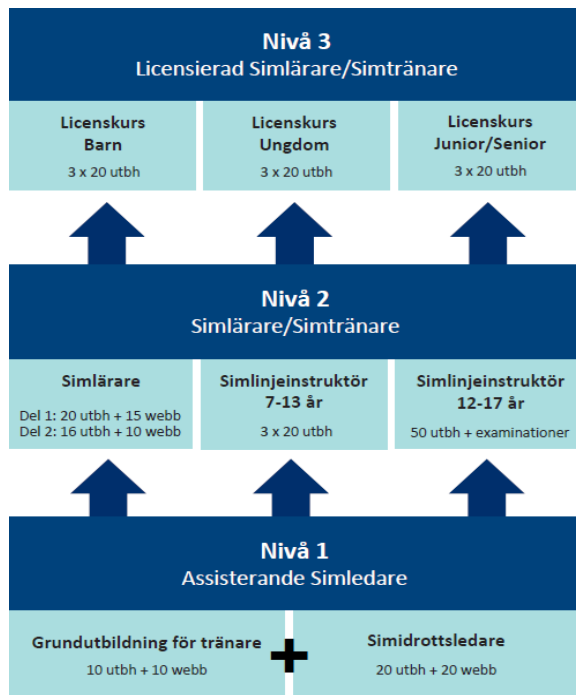 Nivå 3
Licensierad Simlärare/Simtränare
Licenskurs
Barn
3 x 20 utbh
Licenskurs
Ungdom
3 x 20 utbh
Licenskurs
Junior/Senior
3 x 20 utbh
Nivå 2
Simlärare/Simtränare
Simlärare
Del 1: 20 utbh + 15 webb
Del 2: 16 utbh + 10 webb
Simlinjeinstruktör
7-13 år
3 x 20 utbh
Simlinjeinstruktör
12-17 år
50 utbh + examinationer
Nivå 1
Assisterande Simledare
Grundutbildning för tränare
10 utbh + 10 webb
+
Simidrottsledare
20 utbh + 20 webb